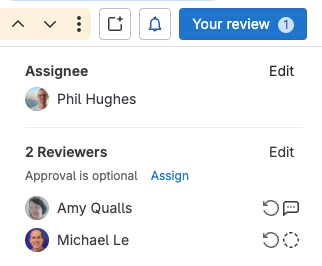 Your review 1
Assignee Edit
Phil Hughes
2 Reviewers Edit
Approval is optional Assign
Amy Qualls
Michael Le